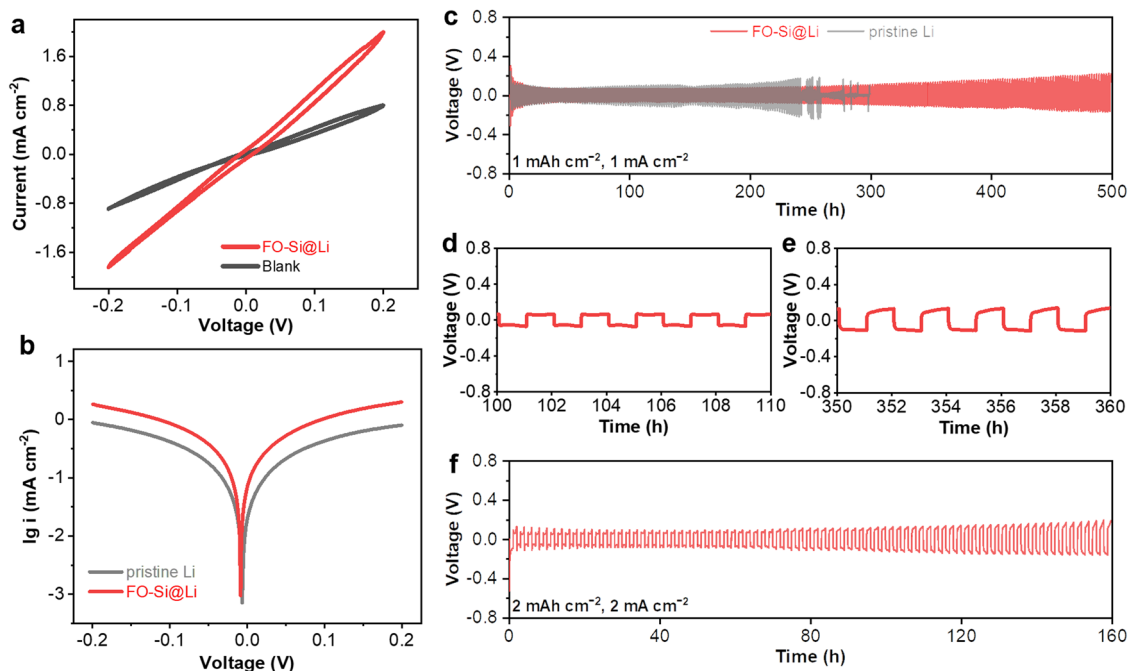 a
Current (mA cm⁻²)
1.6
0.8
0.0
-0.8
-1.6
FO-Si@Li
Blank
-0.2 -0.1 0.0 0.1 0.2
Voltage (V)
b
lg i (mA cm⁻²)
1
0
-1
-2
-3
pristine Li
FO-Si@Li
-0.2 -0.1 0.0 0.1 0.2
Voltage (V)
c
Voltage (V)
0.8
0.4
0.0
-0.4
-0.8
FO-Si@Li pristine Li
1 mAh cm⁻², 1 mA cm⁻²
0 100 200 300 400 500
Time (h)
d
Voltage (V)
0.8
0.4
0.0
-0.4
-0.8
100 102 104 106 108 110
Time (h)
e
Voltage (V)
0.8
0.4
0.0
-0.4
-0.8
350 352 354 356 358 360
Time (h)
f
Voltage (V)
0.8
0.4
0.0
-0.4
-0.8
2 mAh cm⁻², 2 mA cm⁻²
0 40 80 120 160
Time (h)